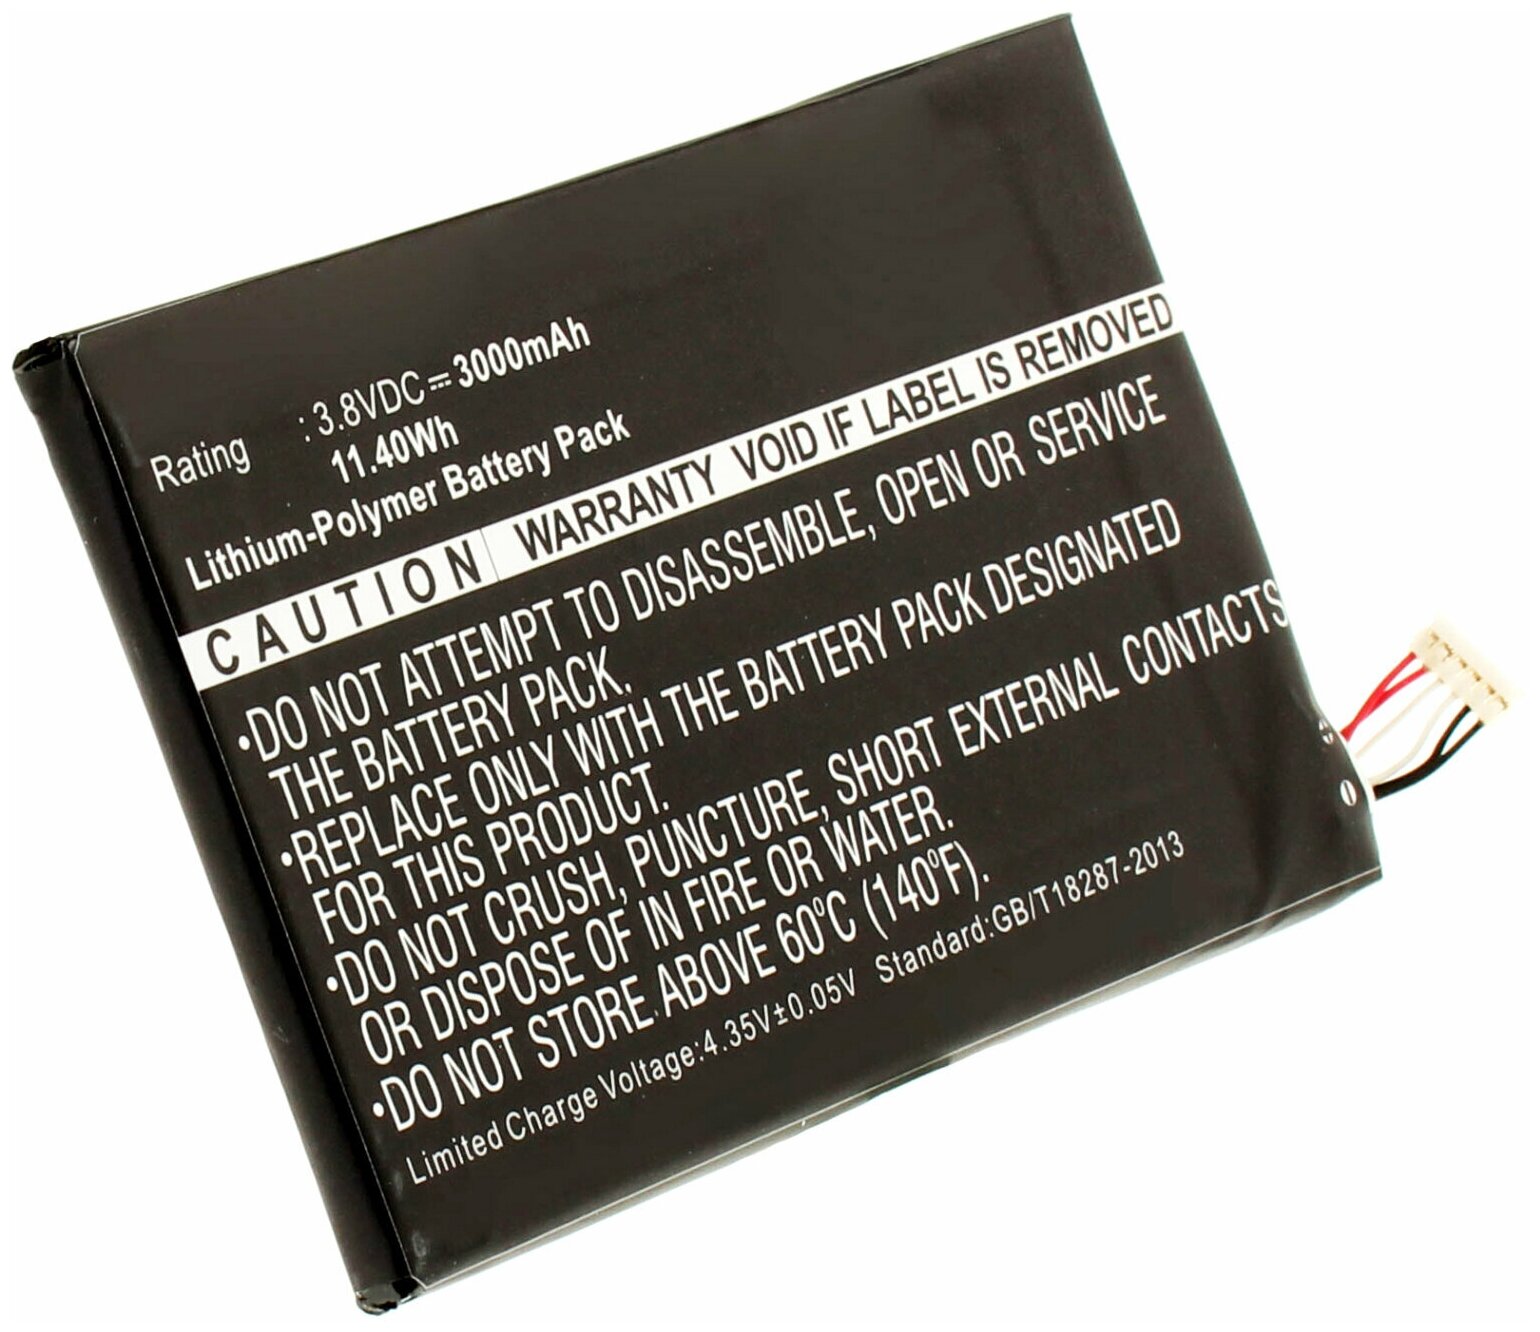 Rating : 3.8VDC⎓3000mAh
11.40Wh
Lithium-Polymer Battery Pack
CAUTION WARRANTY VOID IF LABEL IS REMOVED
•DO NOT ATTEMPT TO DISASSEMBLE, OPEN OR SERVICE
THE BATTERY PACK.
•REPLACE ONLY WITH THE BATTERY PACK DESIGNATED
FOR THIS PRODUCT.
•DO NOT CRUSH, PUNCTURE, SHORT EXTERNAL CONTACTS
OR DISPOSE OF IN FIRE OR WATER.
•DO NOT STORE ABOVE 60°C (140°F).
Limited Charge Voltage:4.35V±0.05V Standard:GB/T18287-2013